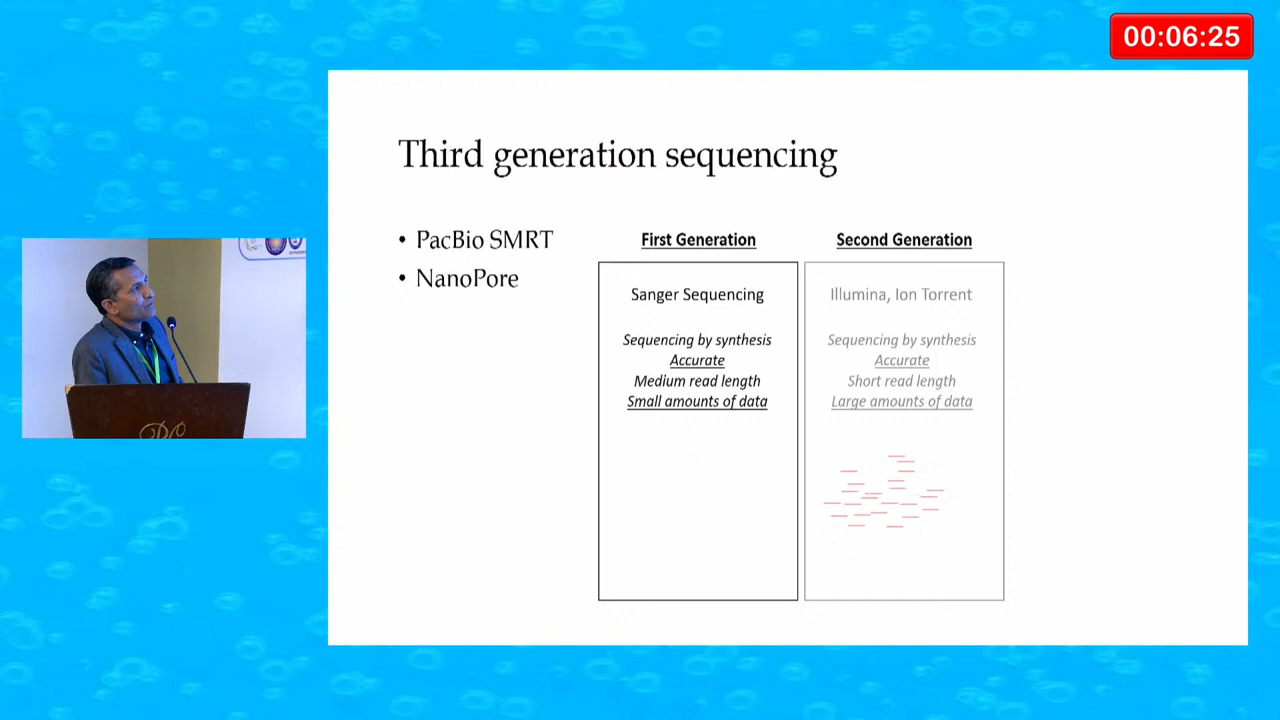 00:06:25
Third generation sequencing
• PacBio SMRT
• NanoPore
First Generation
Sanger Sequencing
Sequencing by synthesis
Accurate
Medium read length
Small amounts of data
Second Generation
Illumina, Ion Torrent
Sequencing by synthesis
Accurate
Short read length
Large amounts of data